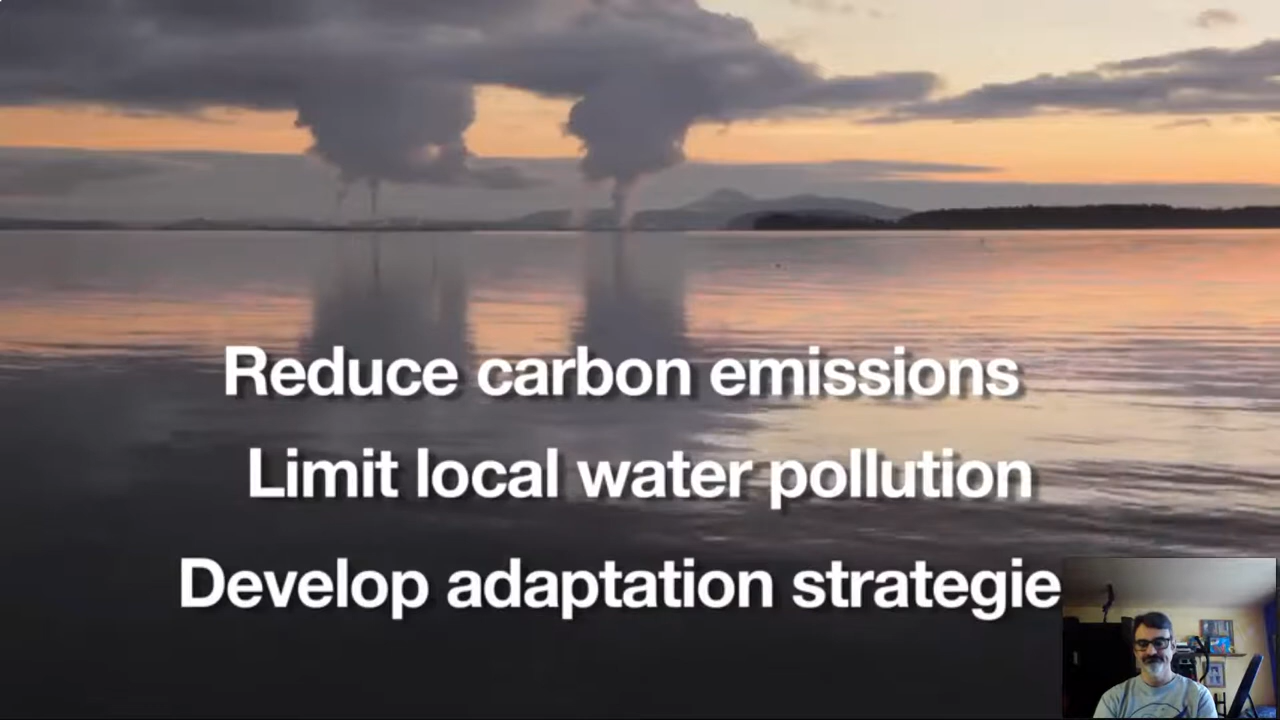 Reduce carbon emissions
Limit local water pollution
Develop adaptation strategie